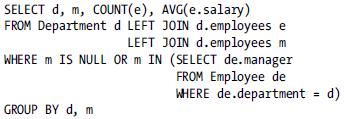 SELECT d, m, COUNT(e), AVG(e.salary)
FROM Department d LEFT JOIN d.employees e
LEFT JOIN d.employees m
WHERE m IS NULL OR m IN (SELECT de.manager
FROM Employee de
WHERE de.department = d)
GROUP BY d, m